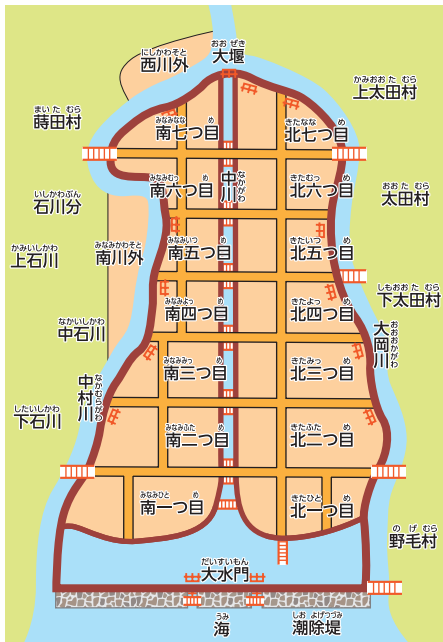 おお ぜき
大堰
にしかわそと
西川外
かみおお た むら
上太田村
まい た むら
蒔田村
みなみなな め
南七つ目
きたなな め
北七つ目
みなみむっ め
南六つ目
なかがわ
中川
きたむっ め
北六つ目
おお た むら
太田村
いしかわぶん
石川分
かみいしかわ
上石川
みなみかわそと
南川外
みなみいつ め
南五つ目
きたいつ め
北五つ目
しもおお た むら
下太田村
みなみよっ め
南四つ目
きたよっ め
北四つ目
なかいしかわ
中石川
おおおかがわ
大岡川
みなみみっ め
南三つ目
きたみっ め
北三つ目
なかむらがわ
中村川
したいしかわ
下石川
みなみふた め
南二つ目
きたふた め
北二つ目
みなみひと め
南一つ目
きたひと め
北一つ目
の げ むら
野毛村
だいすいもん
大水門
うみ
海
しお よげつづみ
潮除堤